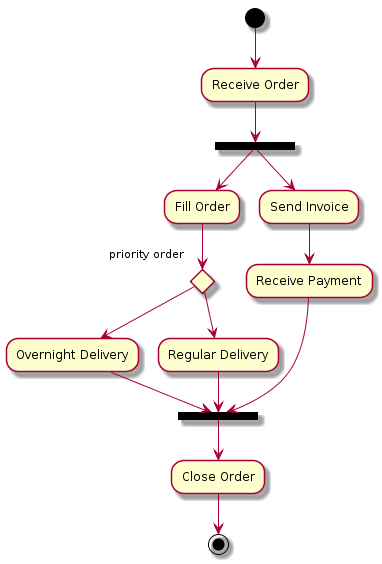 Receive Order
Fill Order
Send Invoice
priority order
Receive Payment
Overnight Delivery
Regular Delivery
Close Order